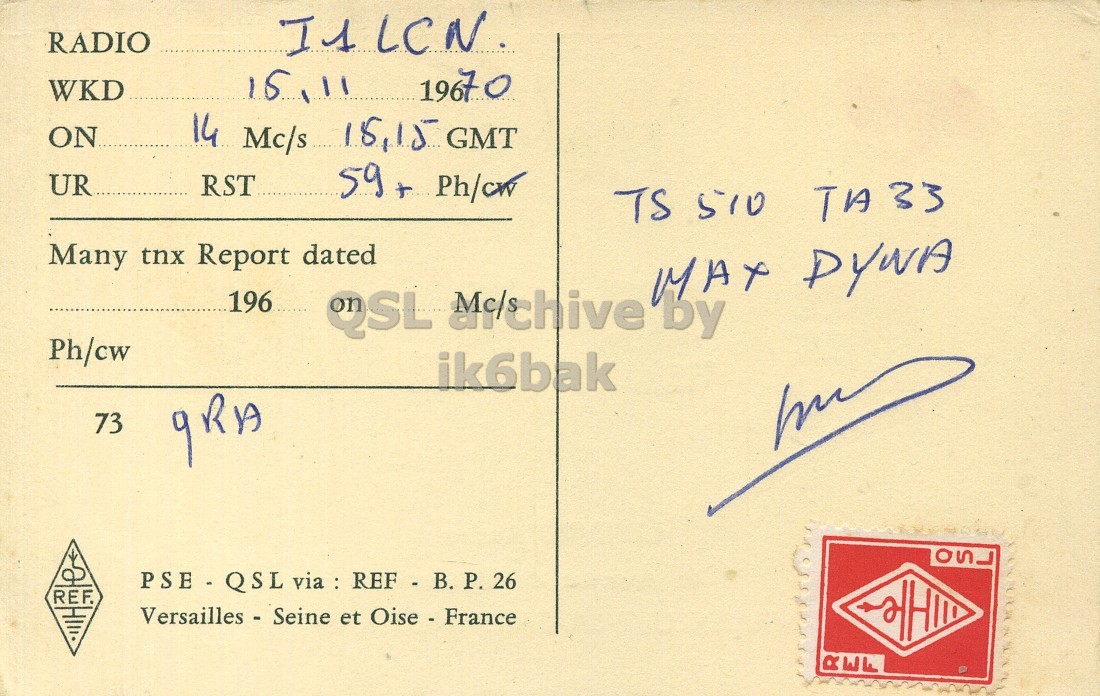 RADIO I1LCN.
WKD 15.11 19670
ON 14 Mc/s 15,15 GMT
UR RST 59+ Ph/cw
Many tnx Report dated
196 on Mc/s
Ph/cw
73 qRA
PSE - QSL via : REF - B. P. 26
Versailles - Seine et Oise - France
R.E.F.
TS 510 TA 33
MAX DYNA
QSL
REF
QSL archive by
ik6bak